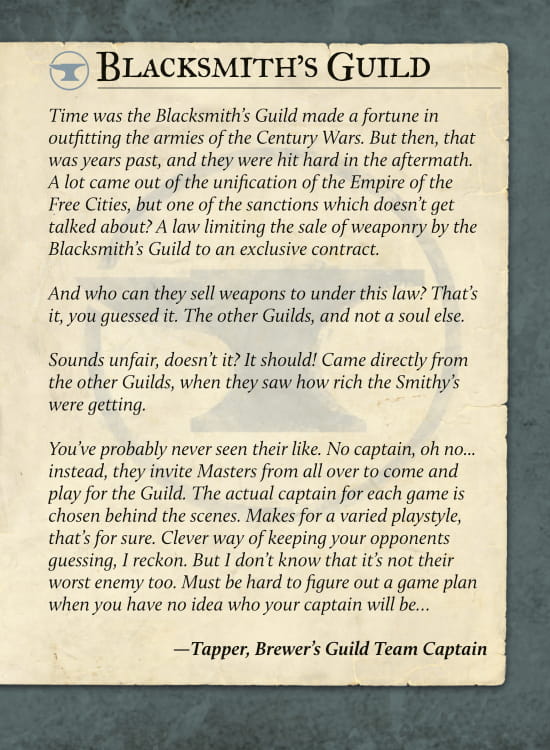 Blacksmith's Guild
Time was the Blacksmith's Guild made a fortune in
outfitting the armies of the Century Wars. But then, that
was years past, and they were hit hard in the aftermath.
A lot came out of the unification of the Empire of the
Free Cities, but one of the sanctions which doesn't get
talked about? A law limiting the sale of weaponry by the
Blacksmith's Guild to an exclusive contract.
And who can they sell weapons to under this law? That's
it, you guessed it. The other Guilds, and not a soul else.
Sounds unfair, doesn't it? It should! Came directly from
the other Guilds, when they saw how rich the Smithy's
were getting.
You've probably never seen their like. No captain, oh no...
instead, they invite Masters from all over to come and
play for the Guild. The actual captain for each game is
chosen behind the scenes. Makes for a varied playstyle,
that's for sure. Clever way of keeping your opponents
guessing, I reckon. But I don't know that it's not their
worst enemy too. Must be hard to figure out a game plan
when you have no idea who your captain will be…
—Tapper, Brewer's Guild Team Captain